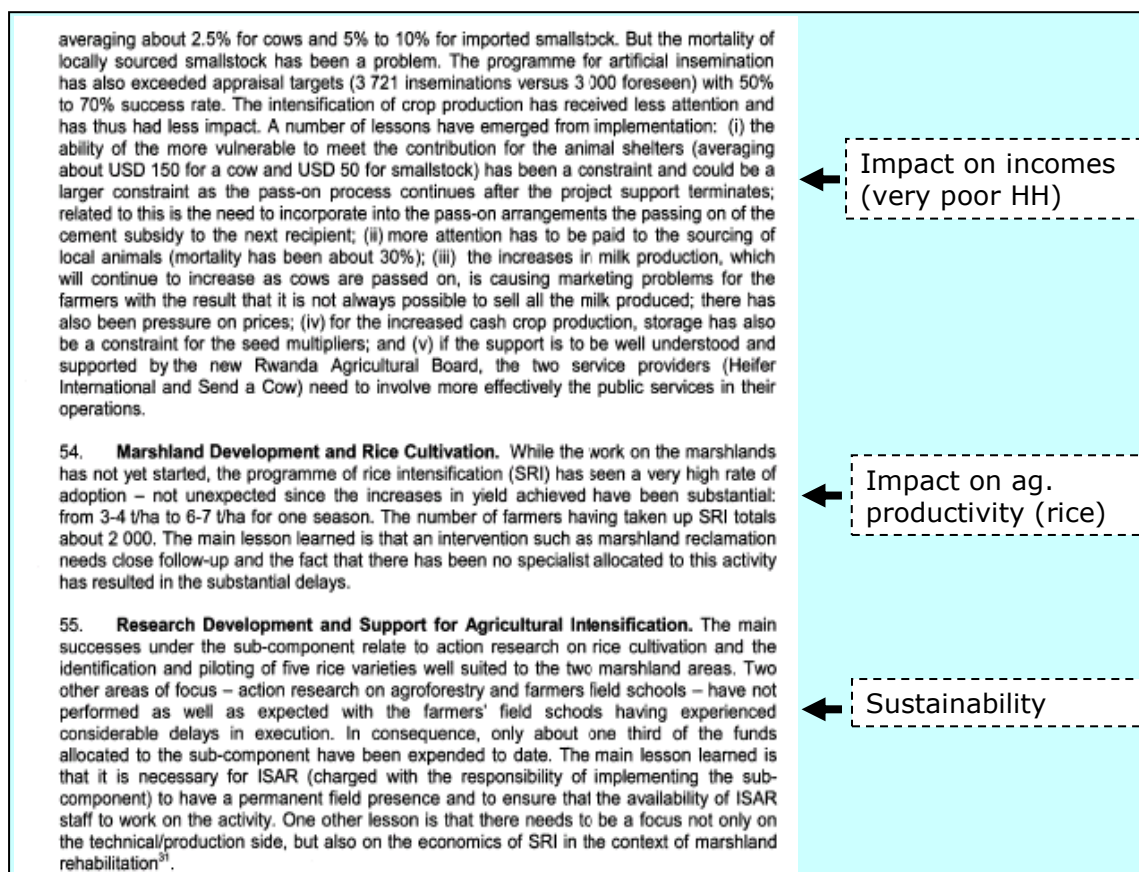 averaging about 2.5% for cows and 5% to 10% for imported smallstock. But the mortality of
locally sourced smallstock has been a problem. The programme for artificial insemination
has also exceeded appraisal targets (3 721 inseminations versus 3 000 foreseen) with 50%
to 70% success rate. The intensification of crop production has received less attention and
has thus had less impact. A number of lessons have emerged from implementation: (i) the
ability of the more vulnerable to meet the contribution for the animal shelters (averaging
about USD 150 for a cow and USD 50 for smallstock) has been a constraint and could be a
larger constraint as the pass-on process continues after the project support terminates;
related to this is the need to incorporate into the pass-on arrangements the passing on of the
cement subsidy to the next recipient; (ii) more attention has to be paid to the sourcing of
local animals (mortality has been about 30%); (iii) the increases in milk production, which
will continue to increase as cows are passed on, is causing marketing problems for the
farmers with the result that it is not always possible to sell all the milk produced; there has
also been pressure on prices; (iv) for the increased cash crop production, storage has also
be a constraint for the seed multipliers; and (v) if the support is to be well understood and
supported by the new Rwanda Agricultural Board, the two service providers (Heifer
International and Send a Cow) need to involve more effectively the public services in their
operations.
Impact on incomes
(very poor HH)
54. Marshland Development and Rice Cultivation. While the work on the marshlands
has not yet started, the programme of rice intensification (SRI) has seen a very high rate of
adoption – not unexpected since the increases in yield achieved have been substantial:
from 3-4 t/ha to 6-7 t/ha for one season. The number of farmers having taken up SRI totals
about 2 000. The main lesson learned is that an intervention such as marshland reclamation
needs close follow-up and the fact that there has been no specialist allocated to this activity
has resulted in the substantial delays.
Impact on ag.
productivity (rice)
55. Research Development and Support for Agricultural Intensification. The main
successes under the sub-component relate to action research on rice cultivation and the
identification and piloting of five rice varieties well suited to the two marshland areas. Two
other areas of focus – action research on agroforestry and farmers field schools – have not
performed as well as expected with the farmers' field schools having experienced
considerable delays in execution. In consequence, only about one third of the funds
allocated to the sub-component have been expended to date. The main lesson learned is
that it is necessary for ISAR (charged with the responsibility of implementing the sub-
component) to have a permanent field presence and to ensure that the availability of ISAR
staff to work on the activity. One other lesson is that there needs to be a focus not only on
the technical/production side, but also on the economics of SRI in the context of marshland
rehabilitation31.
Sustainability